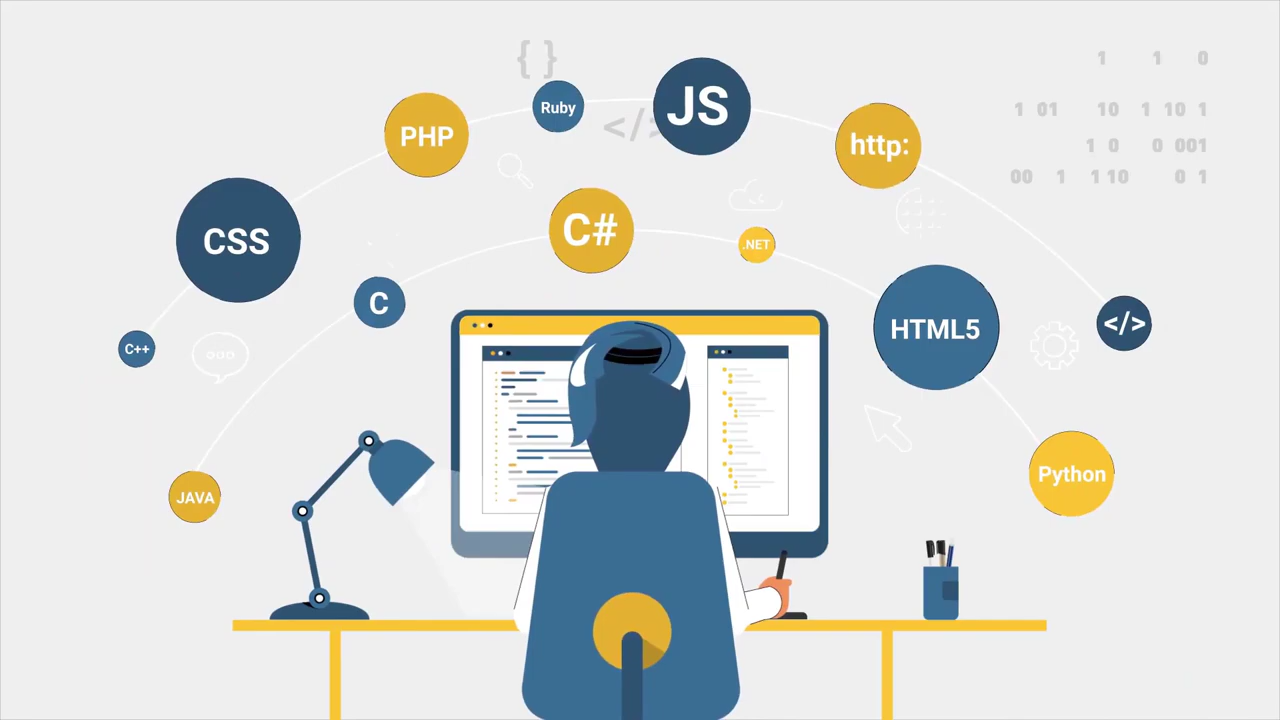 { }
Ruby
JS
PHP
</>
http:
CSS
C#
.NET
C
C++
HTML5
</>
JAVA
Python
1 1 0
1 01 10 1 10 1
1 0 0 001
00 1 1 10 0 1